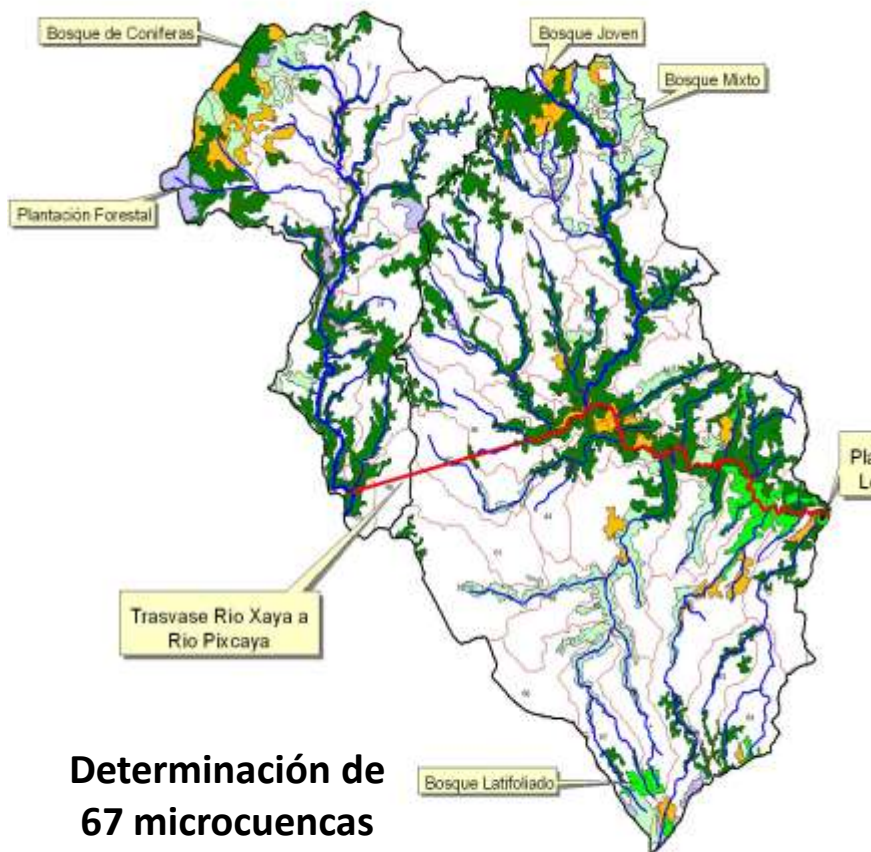 Bosque de Coniferas
Bosque Joven
Bosque Mixto
Plantación Forestal
Trasvase Rio Xaya a
Rio Pixcaya
Bosque Latifoliado
Determinación de
67 microcuencas